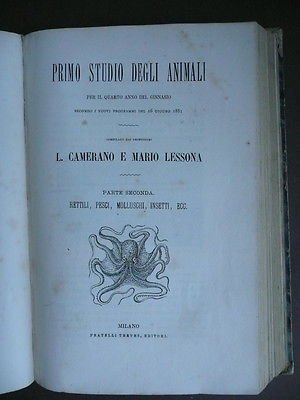 PRIMO STUDIO DEGLI ANIMALI
PER IL QUARTO ANNO DEL GINNASIO
SECONDO I NUOVI PROGRAMMI DEL 16 GIUGNO 1881
COMPILATO DAI PROFESSORI
L. CAMERANO E MARIO LESSONA
PARTE SECONDA.
RETTILI, PESCI, MOLLUSCHI, INSETTI, ECC.
MILANO
FRATELLI TREVES, EDITORI.